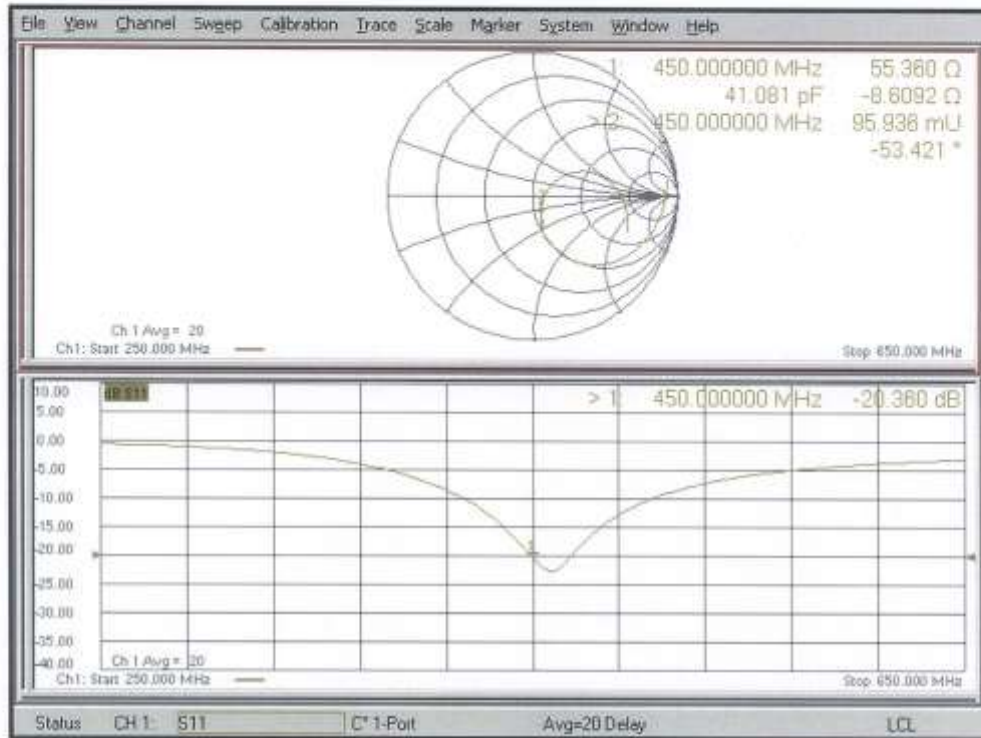 File View Channel Sweep Calibration Trace Scale Marker System Window Help
1 450.000000 MHz 55.360 Ω
41.081 pF -8.6092 Ω
> 2 450.000000 MHz 95.938 mU
-53.421 °
Ch 1 Avg = 20
Ch1: Start 250.000 MHz
Stop 650.000 MHz
10.00
dB S11
> 1 450.000000 MHz -20.360 dB
5.00
0.00
-5.00
-10.00
-15.00
-20.00
1
-25.00
-30.00
-35.00
-40.00
Ch 1 Avg = 20
Ch1: Start 250.000 MHz
Stop 650.000 MHz
Status CH 1: S11 C* 1-Port Avg=20 Delay LCL